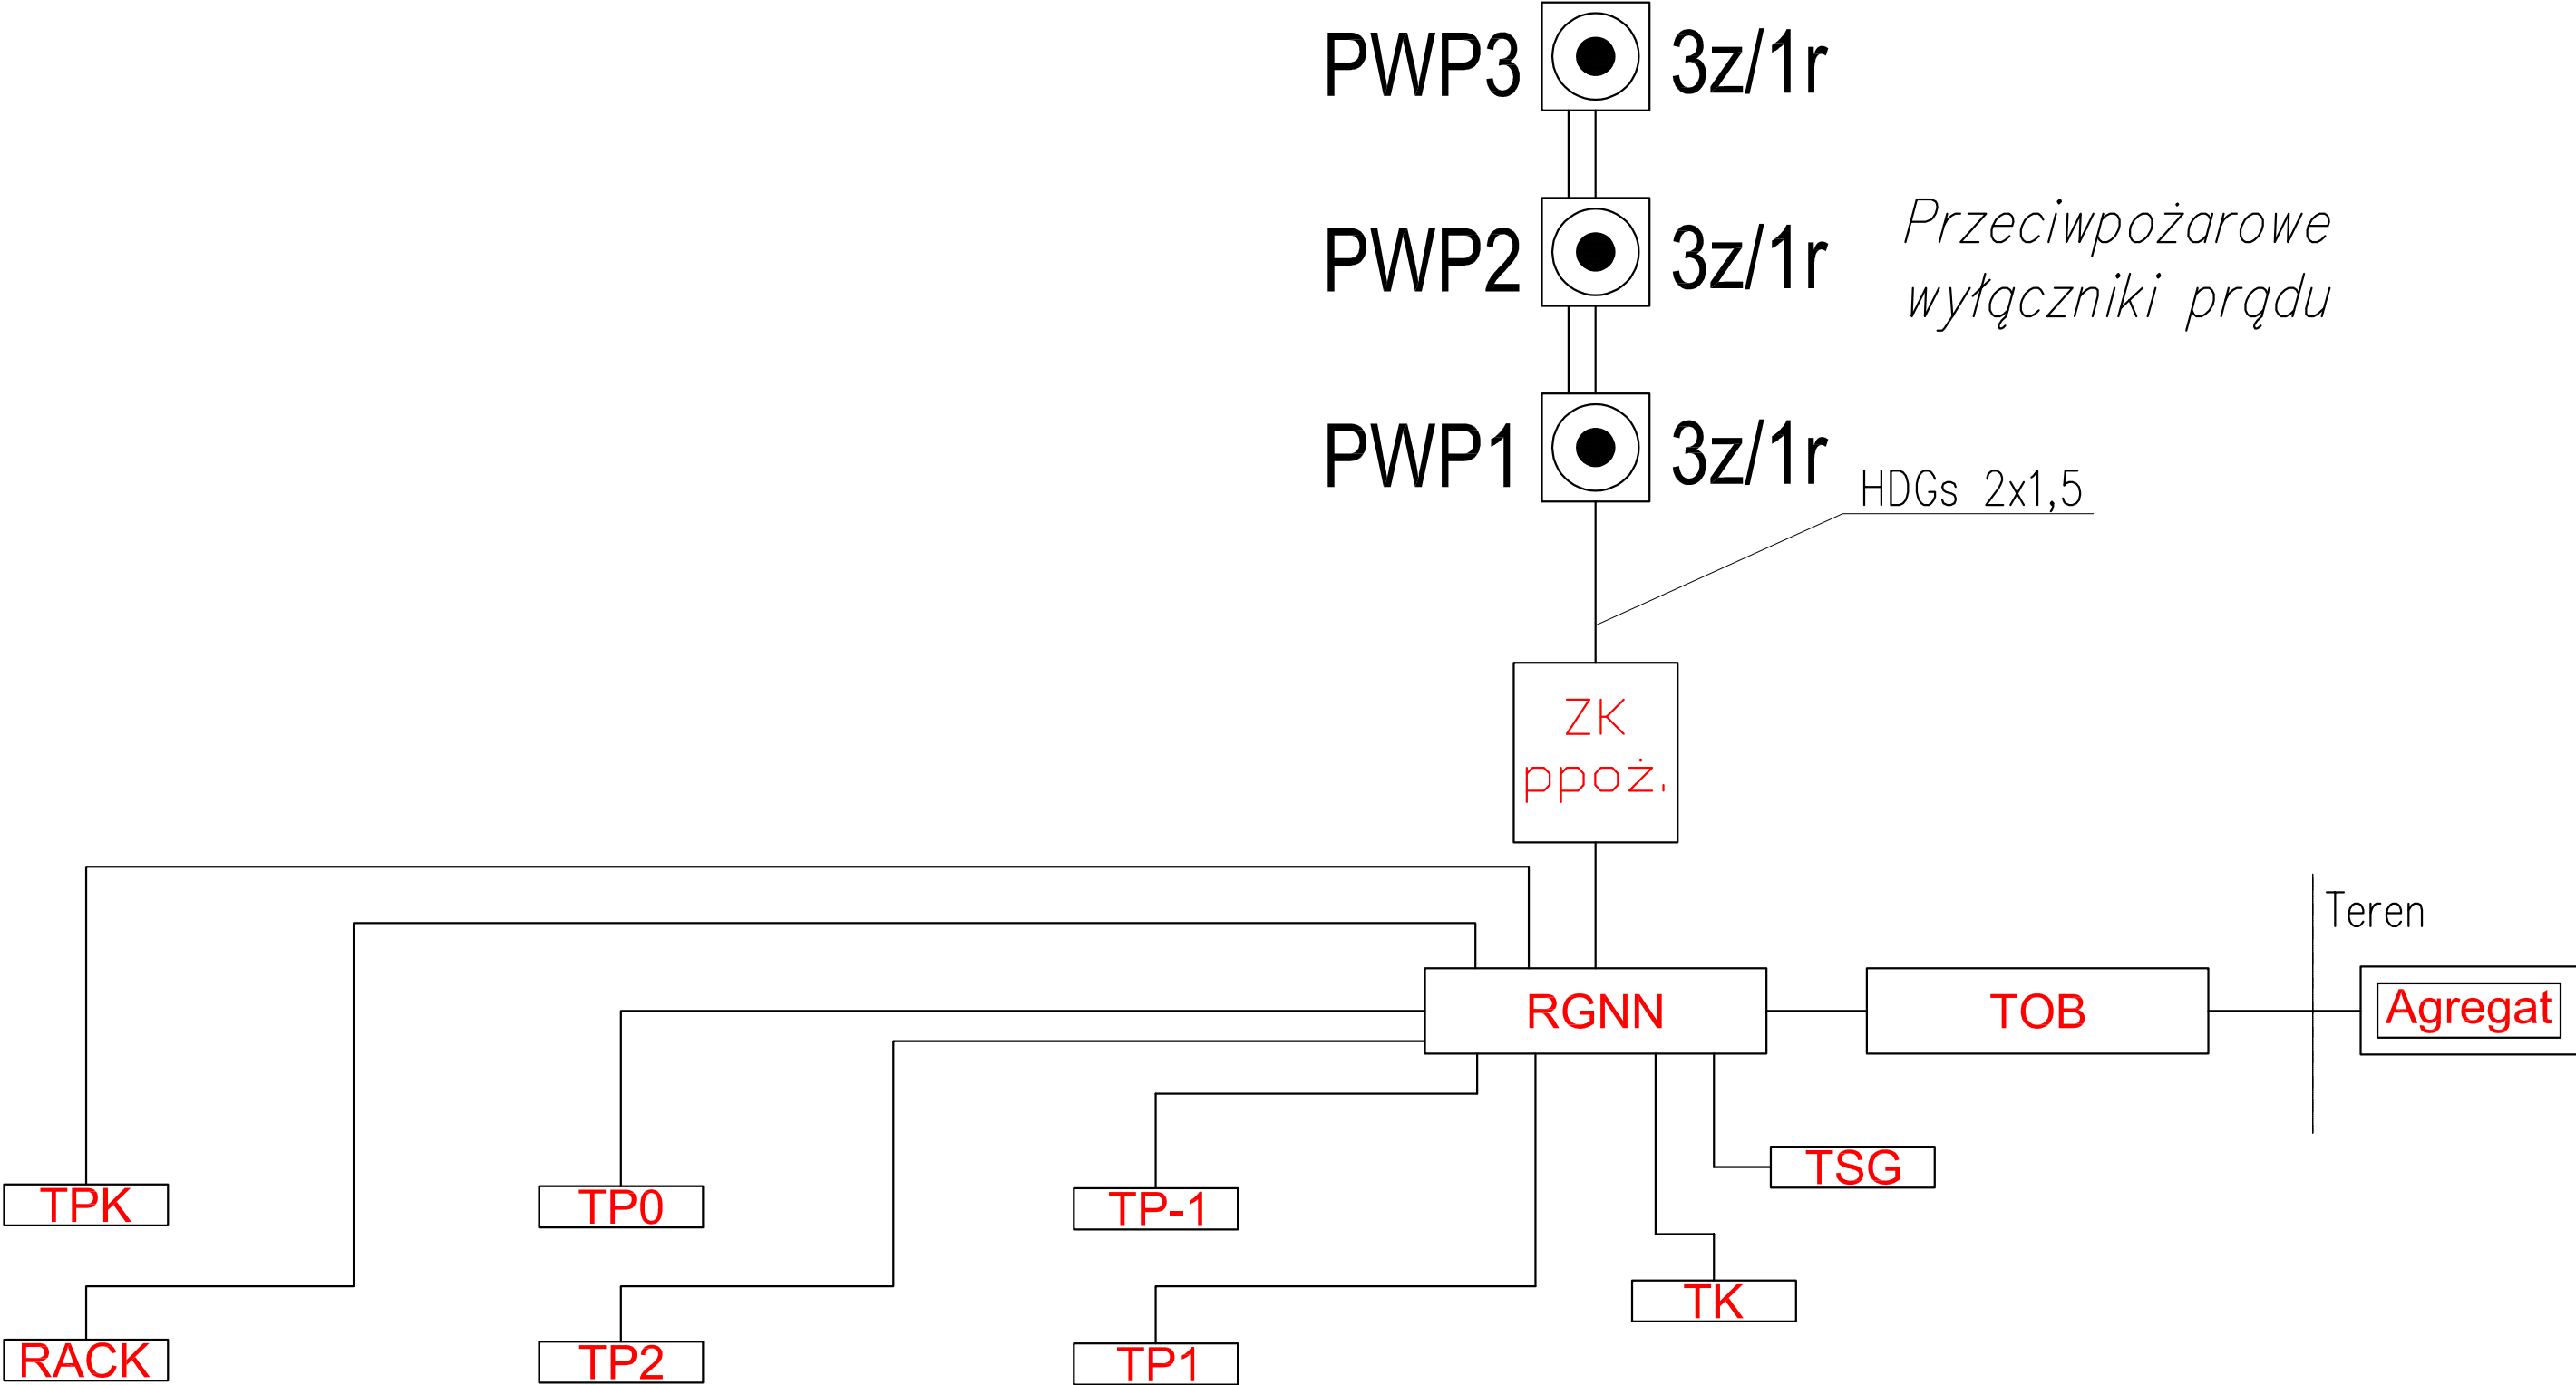 PWP3 3z/1r
PWP2 3z/1r
Przeciwpożarowe
wyłączniki prądu
PWP1 3z/1r
HDGs 2x1,5
ZK
ppoż.
Teren
RGNN
TOB
Agregat
TSG
TPK
TP0
TP-1
TK
RACK
TP2
TP1